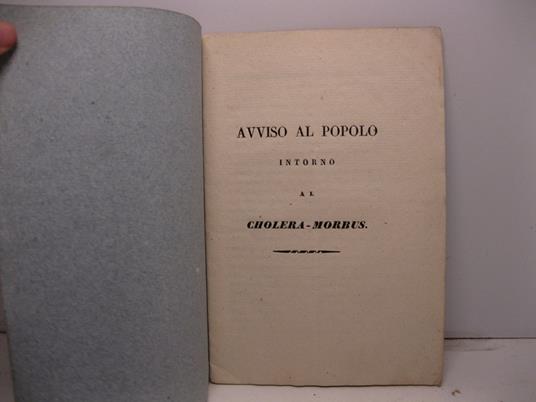 AVVISO AL POPOLO
INTORNO
AL
CHOLERA-MORBUS.